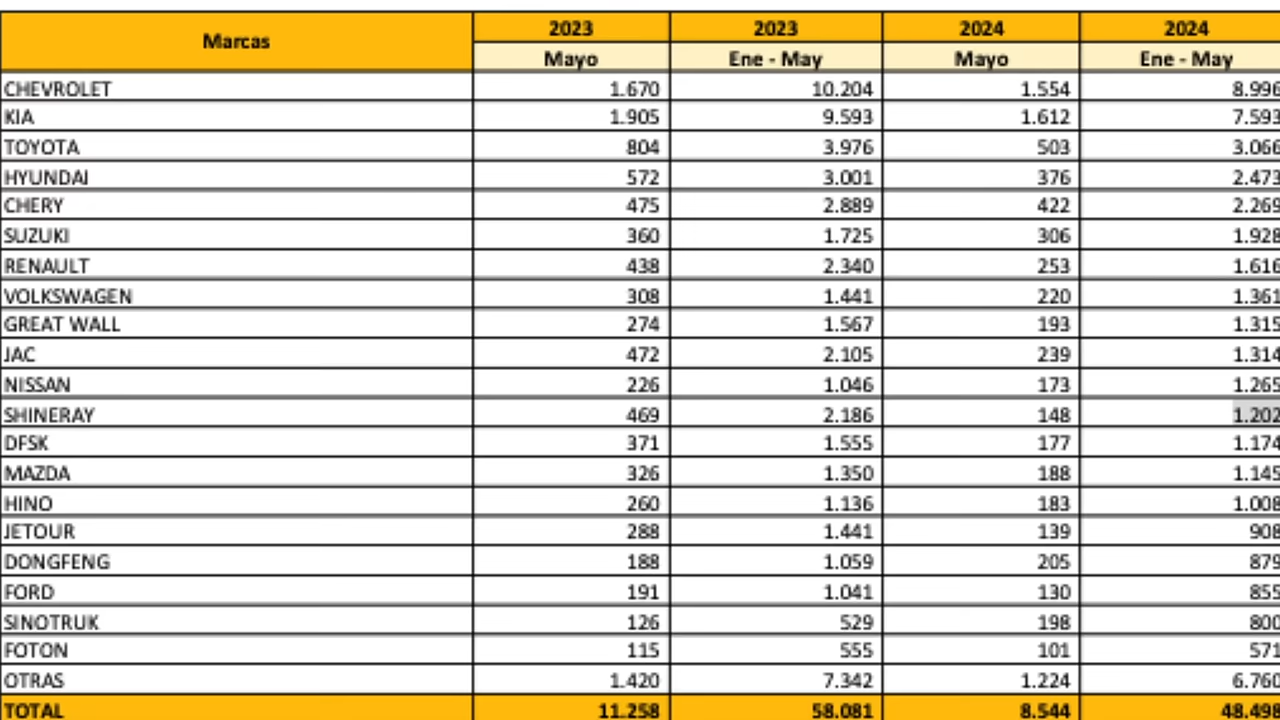 Marcas 2023 2023 2024 2024
Mayo Ene - May Mayo Ene - May
CHEVROLET 1.670 10.204 1.554 8.996
KIA 1.905 9.593 1.612 7.593
TOYOTA 804 3.976 503 3.066
HYUNDAI 572 3.001 376 2.473
CHERY 475 2.889 422 2.269
SUZUKI 360 1.725 306 1.928
RENAULT 438 2.340 253 1.616
VOLKSWAGEN 308 1.441 220 1.361
GREAT WALL 274 1.567 193 1.315
JAC 472 2.105 239 1.314
NISSAN 226 1.046 173 1.265
SHINERAY 469 2.186 148 1.202
DFSK 371 1.555 177 1.174
MAZDA 326 1.350 188 1.145
HINO 260 1.136 183 1.008
JETOUR 288 1.441 139 908
DONGFENG 188 1.059 205 879
FORD 191 1.041 130 855
SINOTRUK 126 529 198 800
FOTON 115 555 101 571
OTRAS 1.420 7.342 1.224 6.760
TOTAL 11.258 58.081 8.544 48.498